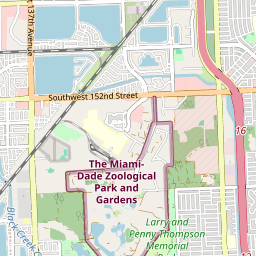 137th Avenue
Southwest 152nd Street
16
The Miami-
Dade Zoological
Park and
Gardens
Black Creek
Larry and
Penny Thompson
Memorial